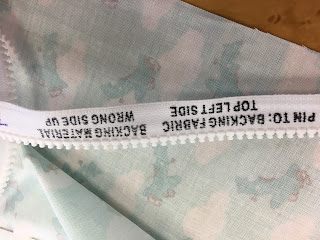 PIN TO: BACKING FABRIC
TOP LEFT SIDE
BACKING MATERIAL
WRONG SIDE UP